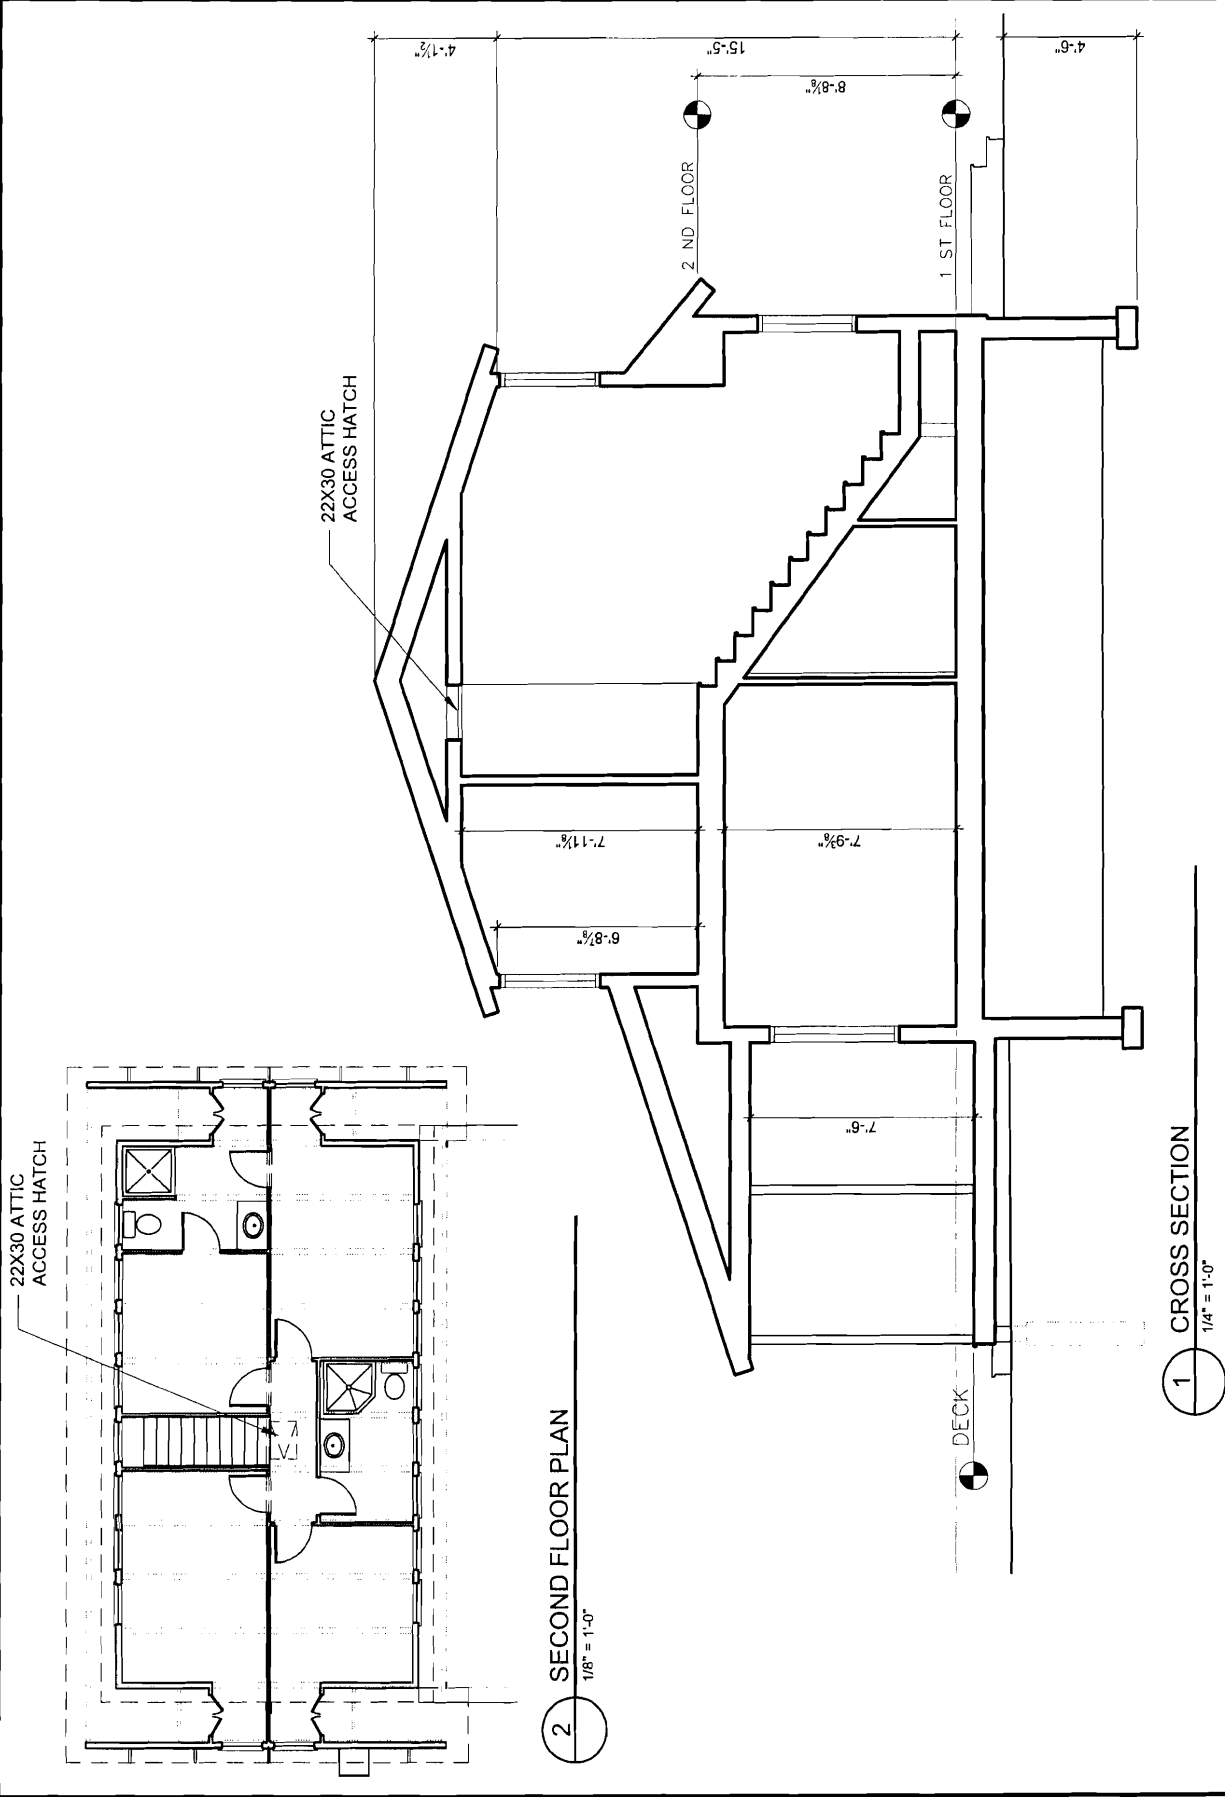 22X30 ATTIC
ACCESS HATCH
2
SECOND FLOOR PLAN
1/8" = 1'-0"
22X30 ATTIC
ACCESS HATCH
4'-1½"
15'-5"
8'-8⅛"
4'-6"
2 ND FLOOR
1 ST FLOOR
7'-11⅛"
6'-8⅞"
7'-9⅜"
7'-6"
DECK
1
CROSS SECTION
1/4" = 1'-0"